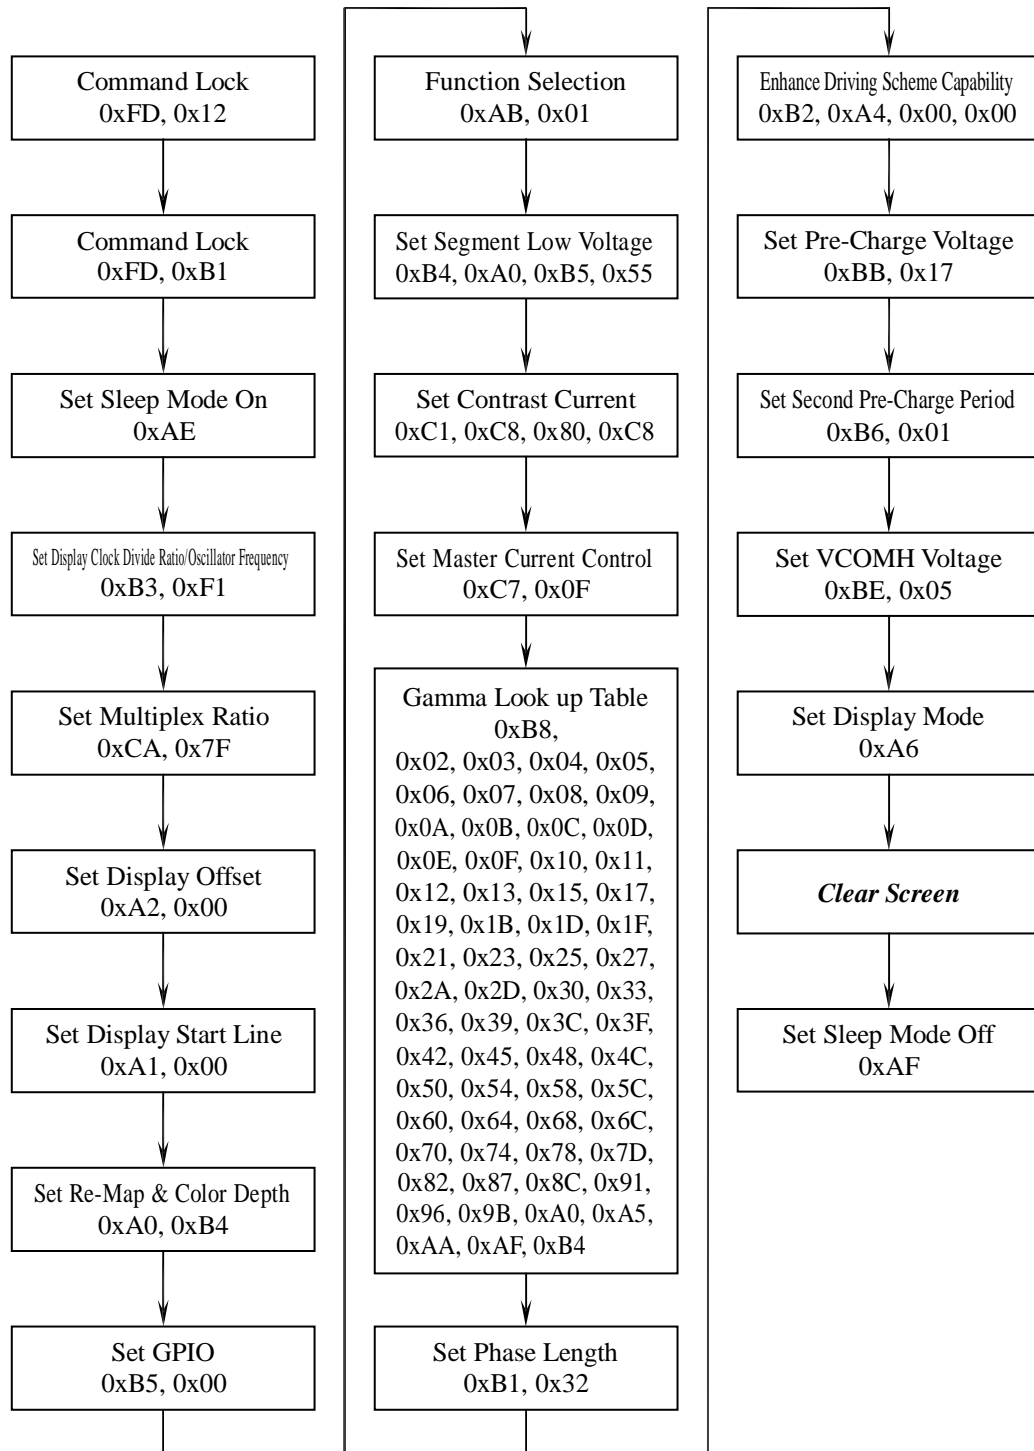 Command Lock
0xFD, 0x12
Command Lock
0xFD, 0xB1
Set Sleep Mode On
0xAE
Set Display Clock Divide Ratio/Oscillator Frequency
0xB3, 0xF1
Set Multiplex Ratio
0xCA, 0x7F
Set Display Offset
0xA2, 0x00
Set Display Start Line
0xA1, 0x00
Set Re-Map & Color Depth
0xA0, 0xB4
Set GPIO
0xB5, 0x00
Function Selection
0xAB, 0x01
Set Segment Low Voltage
0xB4, 0xA0, 0xB5, 0x55
Set Contrast Current
0xC1, 0xC8, 0x80, 0xC8
Set Master Current Control
0xC7, 0x0F
Gamma Look up Table
0xB8,
0x02, 0x03, 0x04, 0x05,
0x06, 0x07, 0x08, 0x09,
0x0A, 0x0B, 0x0C, 0x0D,
0x0E, 0x0F, 0x10, 0x11,
0x12, 0x13, 0x15, 0x17,
0x19, 0x1B, 0x1D, 0x1F,
0x21, 0x23, 0x25, 0x27,
0x2A, 0x2D, 0x30, 0x33,
0x36, 0x39, 0x3C, 0x3F,
0x42, 0x45, 0x48, 0x4C,
0x50, 0x54, 0x58, 0x5C,
0x60, 0x64, 0x68, 0x6C,
0x70, 0x74, 0x78, 0x7D,
0x82, 0x87, 0x8C, 0x91,
0x96, 0x9B, 0xA0, 0xA5,
0xAA, 0xAF, 0xB4
Set Phase Length
0xB1, 0x32
Enhance Driving Scheme Capability
0xB2, 0xA4, 0x00, 0x00
Set Pre-Charge Voltage
0xBB, 0x17
Set Second Pre-Charge Period
0xB6, 0x01
Set VCOMH Voltage
0xBE, 0x05
Set Display Mode
0xA6
Clear Screen
Set Sleep Mode Off
0xAF